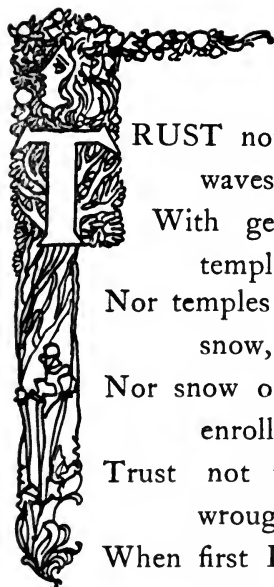 TRUST no
waves
With ge
templ
Nor temples
snow,
Nor snow o
enroll
Trust not
wroug
When first